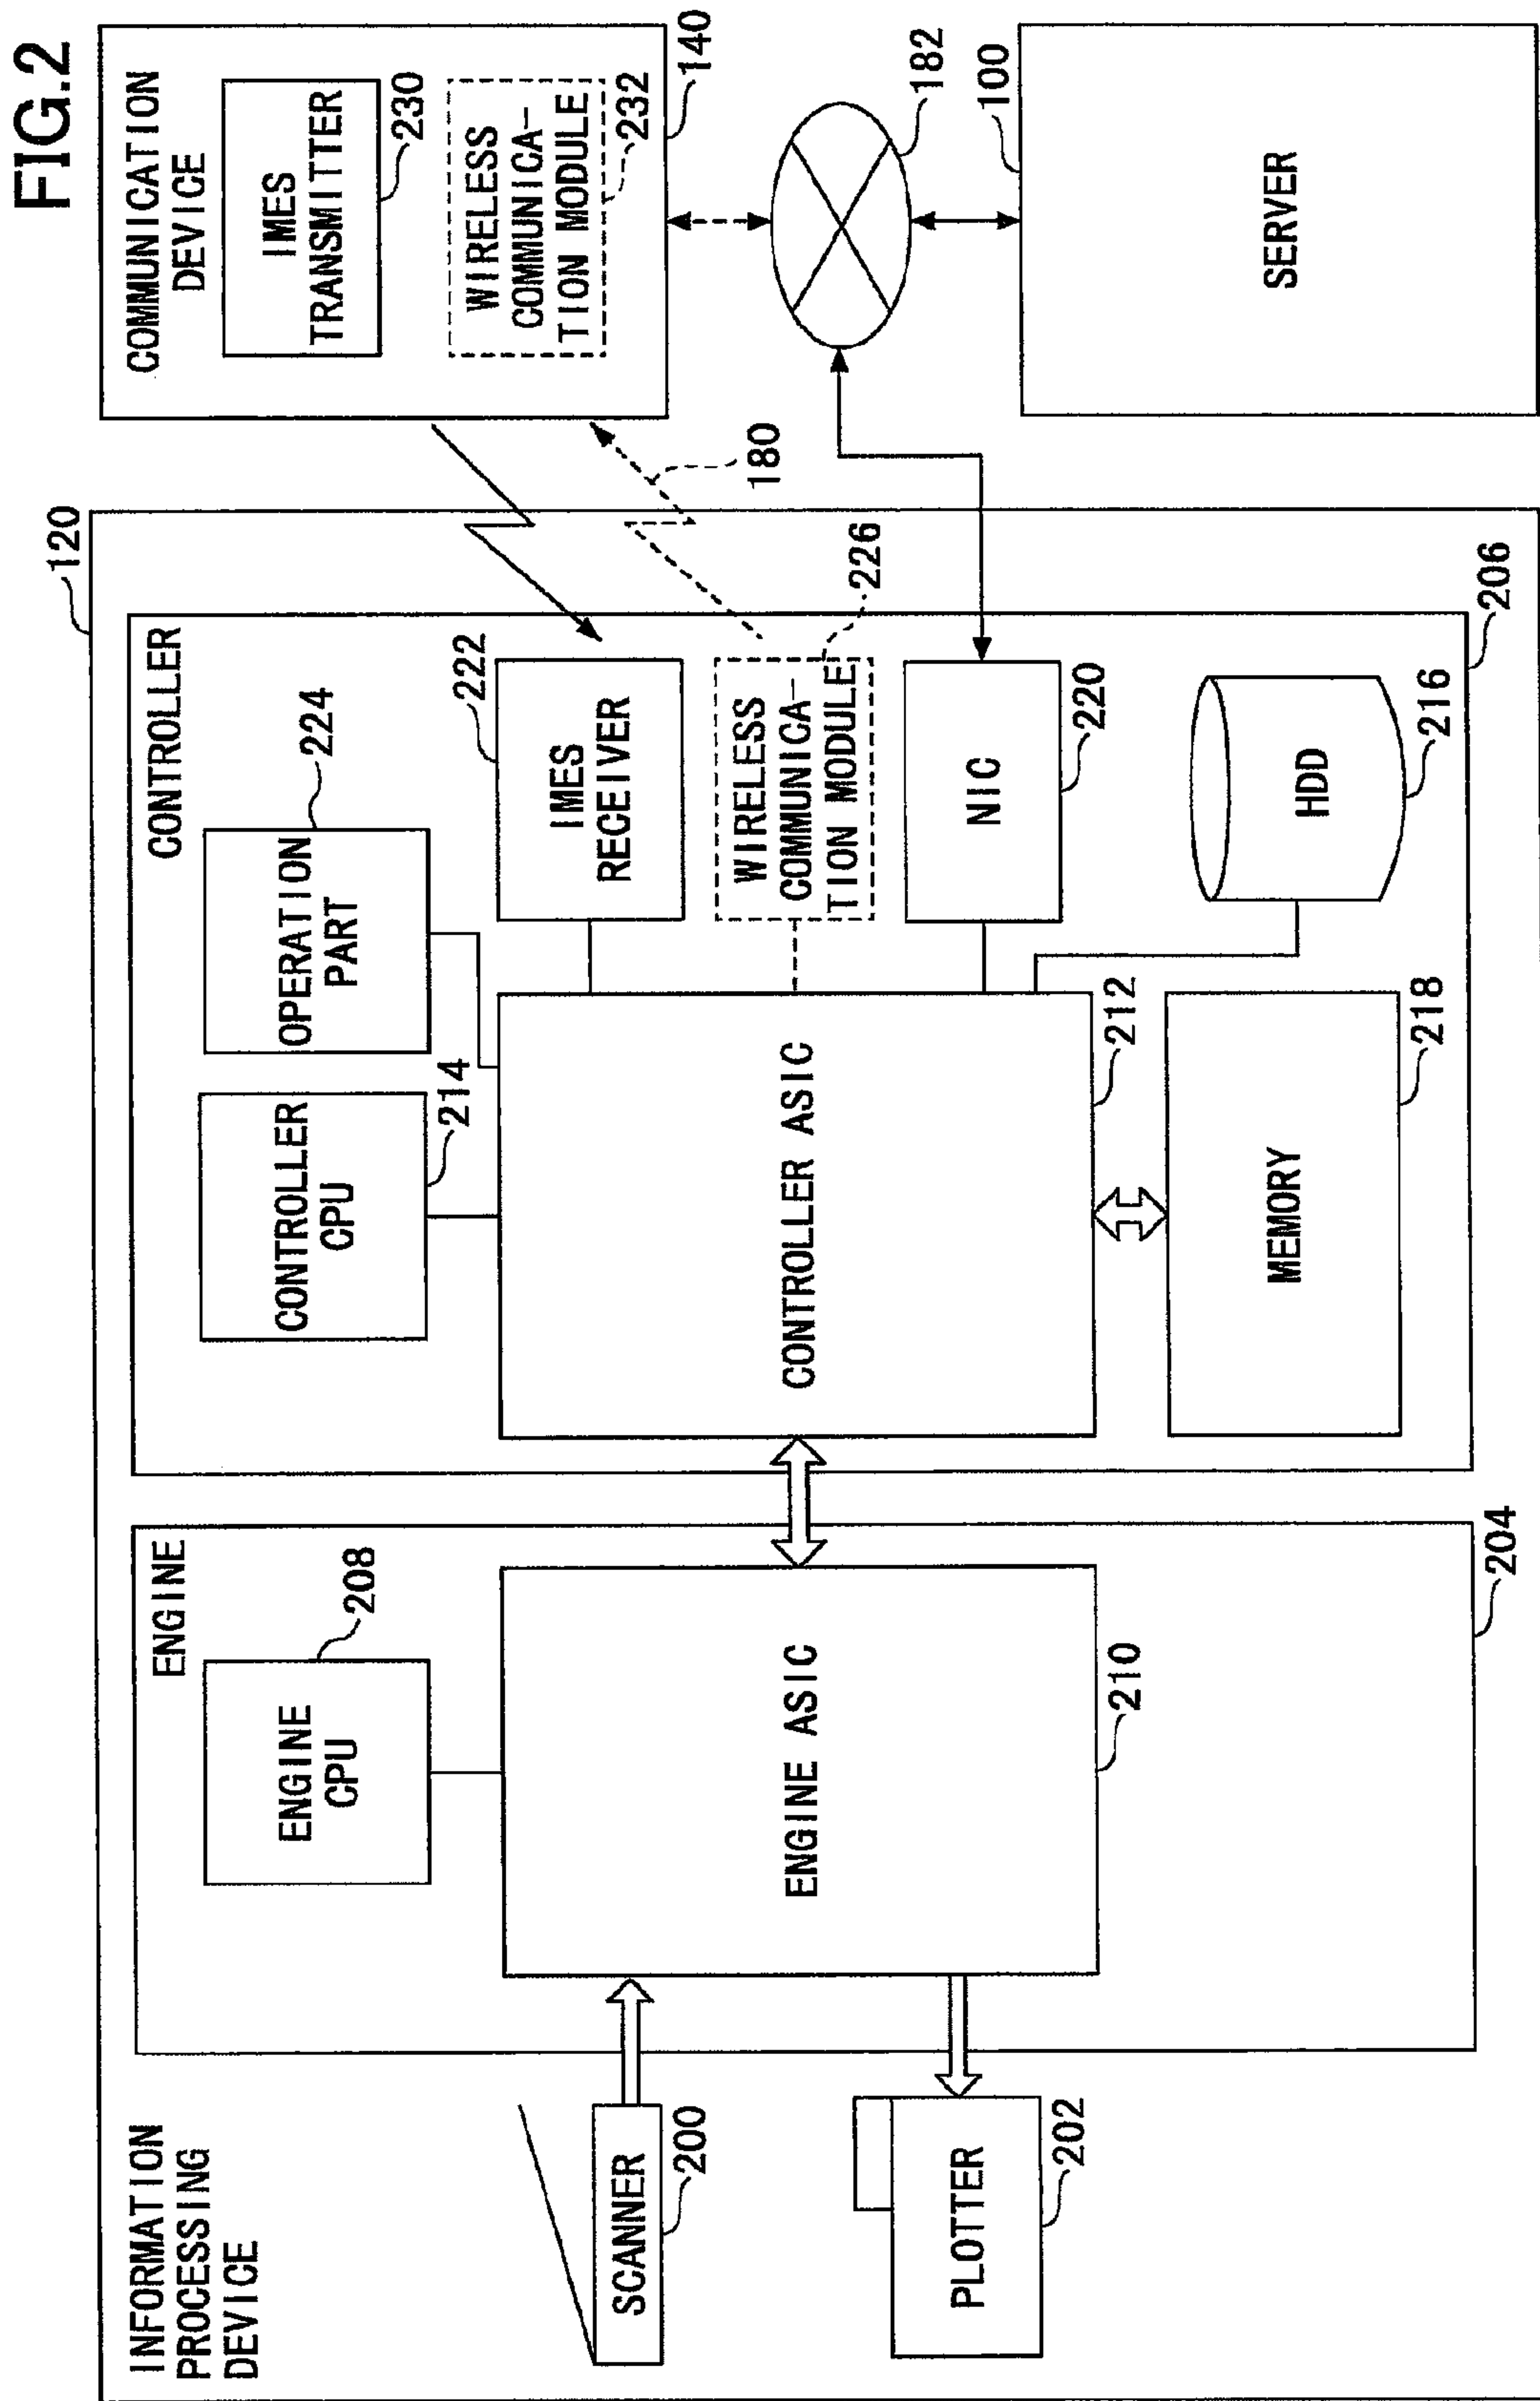 FIG.2
INFORMATION
PROCESSING
DEVICE
120
SCANNER
200
PLOTTER
202
ENGINE
ENGINE
CPU
208
ENGINE ASIC
210
204
CONTROLLER
CONTROLLER
CPU
214
OPERATION
PART
224
CONTROLLER ASIC
212
IMES
RECEIVER
222
WIRELESS
COMMUNICA-
TION MODULE
226
NIC
220
HDD
216
MEMORY
218
206
COMMUNICATION
DEVICE
IMES
TRANSMITTER
230
WIRELESS
COMMUNICA-
TION MODULE
232
140
180
182
100
SERVER